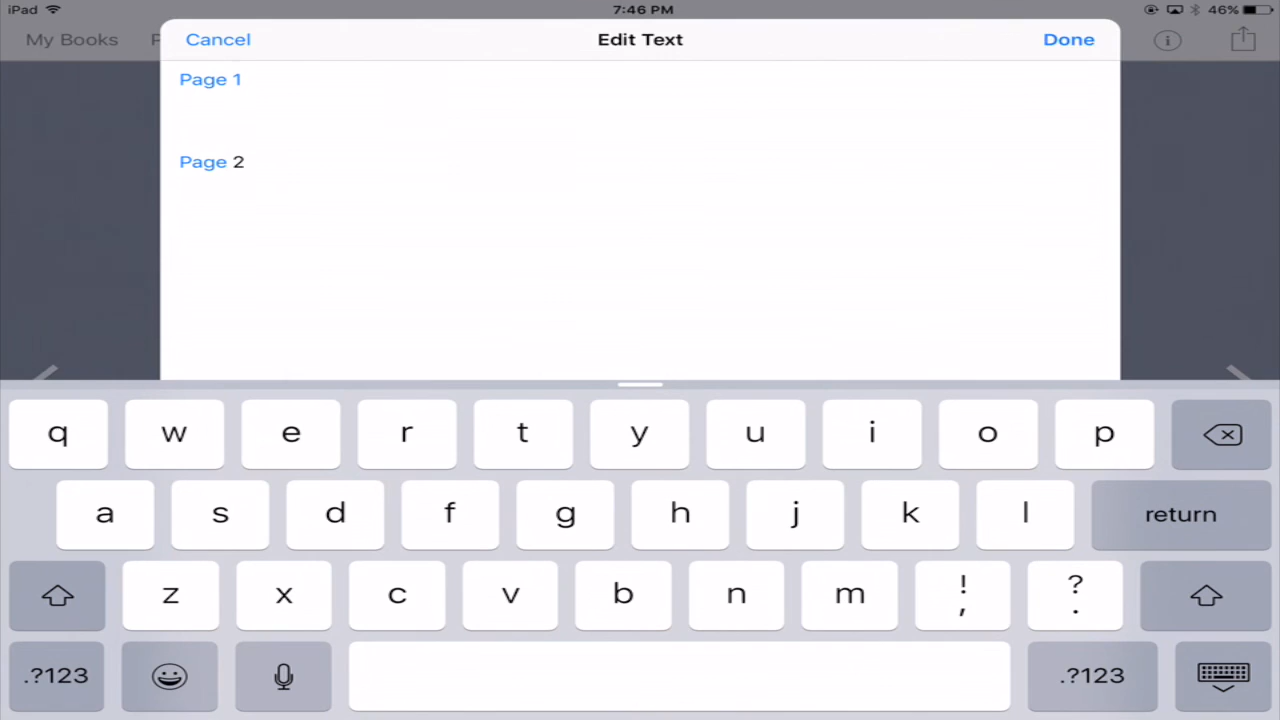 iPad 7:46 PM 46%
My Books P Cancel Edit Text Done i
Page 1
Page 2
q w e r t y u i o p
a s d f g h j k l return
z x c v b n m ! , ? .
.?123 .?123